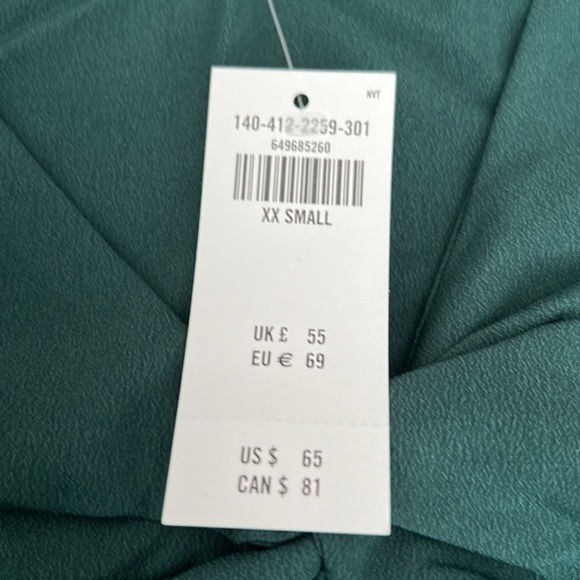 NVT
140-412-2259-301
649685260
XX SMALL
UK £ 55
EU € 69
US $ 65
CAN $ 81